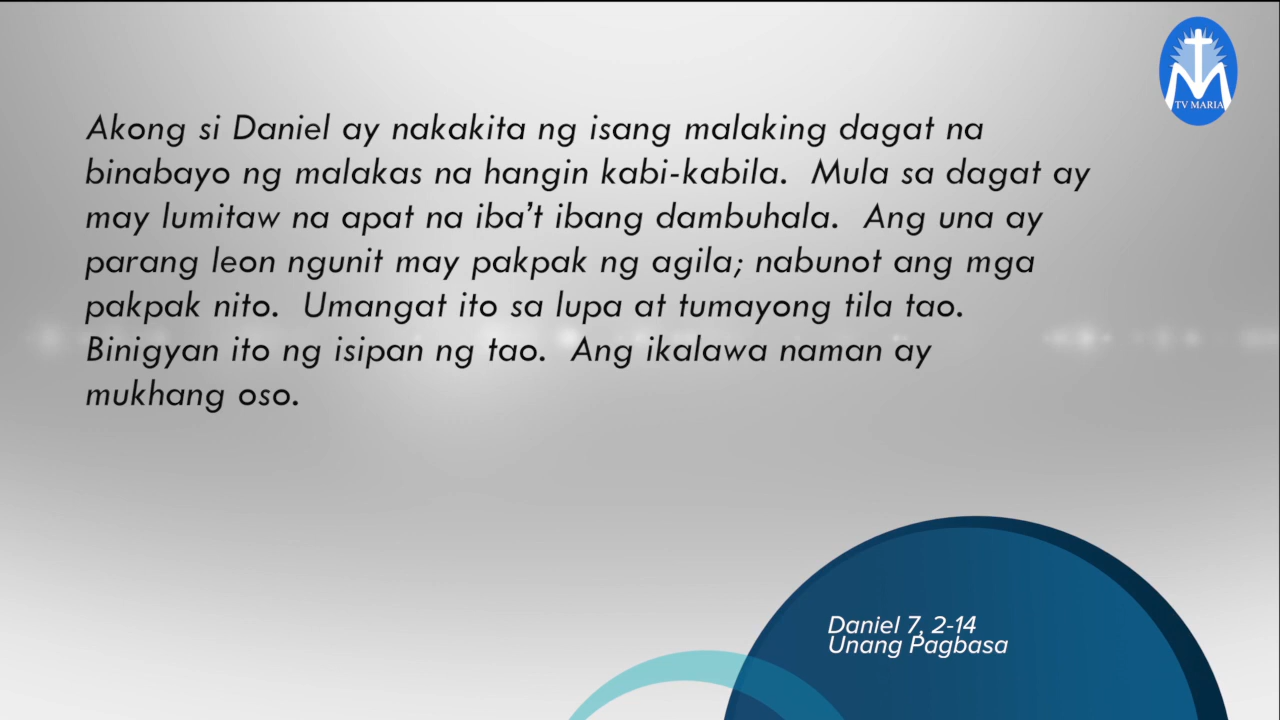 TV MARIA
Akong si Daniel ay nakakita ng isang malaking dagat na
binabayo ng malakas na hangin kabi-kabila. Mula sa dagat ay
may lumitaw na apat na iba't ibang dambuhala. Ang una ay
parang leon ngunit may pakpak ng agila; nabunot ang mga
pakpak nito. Umangat ito sa lupa at tumayong tila tao.
Binigyan ito ng isipan ng tao. Ang ikalawa naman ay
mukhang oso.
Daniel 7, 2-14
Unang Pagbasa